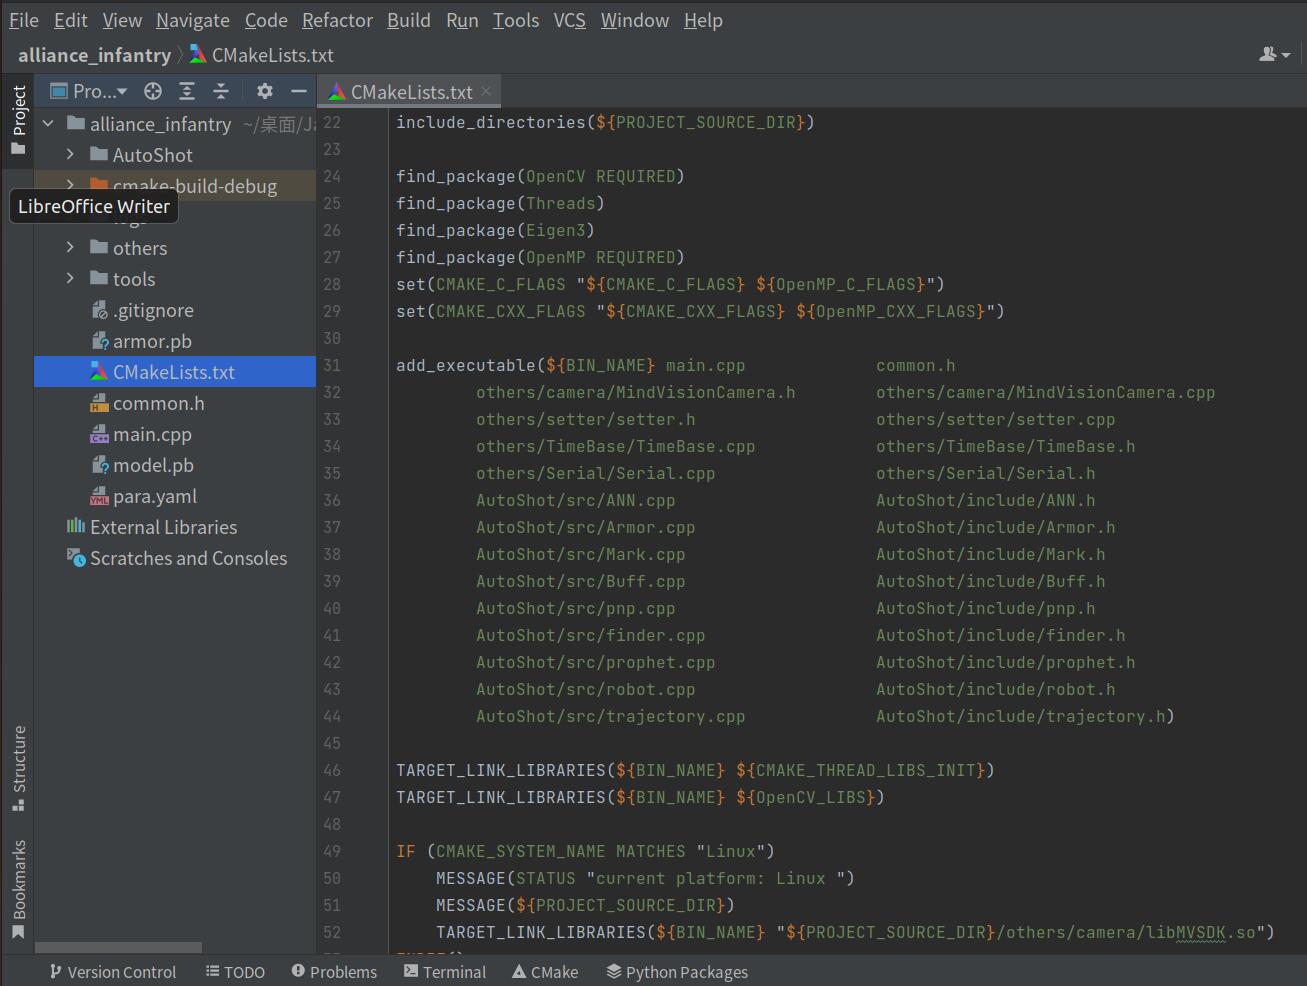 File Edit View Navigate Code Refactor Build Run Tools VCS Window Help
alliance_infantry CMakeLists.txt
Project
Pro...
CMakeLists.txt
alliance_infantry ~/桌面/Ja
AutoShot
cmake-build-debug
LibreOffice Writer
others
tools
.gitignore
armor.pb
CMakeLists.txt
common.h
main.cpp
model.pb
para.yaml
External Libraries
Scratches and Consoles
Structure
Bookmarks
22 include_directories(${PROJECT_SOURCE_DIR})
23
24 find_package(OpenCV REQUIRED)
25 find_package(Threads)
26 find_package(Eigen3)
27 find_package(OpenMP REQUIRED)
28 set(CMAKE_C_FLAGS "${CMAKE_C_FLAGS} ${OpenMP_C_FLAGS}")
29 set(CMAKE_CXX_FLAGS "${CMAKE_CXX_FLAGS} ${OpenMP_CXX_FLAGS}")
30
31 add_executable(${BIN_NAME} main.cpp common.h
32 others/camera/MindVisionCamera.h others/camera/MindVisionCamera.cpp
33 others/setter/setter.h others/setter/setter.cpp
34 others/TimeBase/TimeBase.cpp others/TimeBase/TimeBase.h
35 others/Serial/Serial.cpp others/Serial/Serial.h
36 AutoShot/src/ANN.cpp AutoShot/include/ANN.h
37 AutoShot/src/Armor.cpp AutoShot/include/Armor.h
38 AutoShot/src/Mark.cpp AutoShot/include/Mark.h
39 AutoShot/src/Buff.cpp AutoShot/include/Buff.h
40 AutoShot/src/pnp.cpp AutoShot/include/pnp.h
41 AutoShot/src/finder.cpp AutoShot/include/finder.h
42 AutoShot/src/prophet.cpp AutoShot/include/prophet.h
43 AutoShot/src/robot.cpp AutoShot/include/robot.h
44 AutoShot/src/trajectory.cpp AutoShot/include/trajectory.h)
45
46 TARGET_LINK_LIBRARIES(${BIN_NAME} ${CMAKE_THREAD_LIBS_INIT})
47 TARGET_LINK_LIBRARIES(${BIN_NAME} ${OpenCV_LIBS})
48
49 IF (CMAKE_SYSTEM_NAME MATCHES "Linux")
50 MESSAGE(STATUS "current platform: Linux ")
51 MESSAGE(${PROJECT_SOURCE_DIR})
52 TARGET_LINK_LIBRARIES(${BIN_NAME} "${PROJECT_SOURCE_DIR}/others/camera/libMVSDK.so")
Version Control TODO Problems Terminal CMake Python Packages